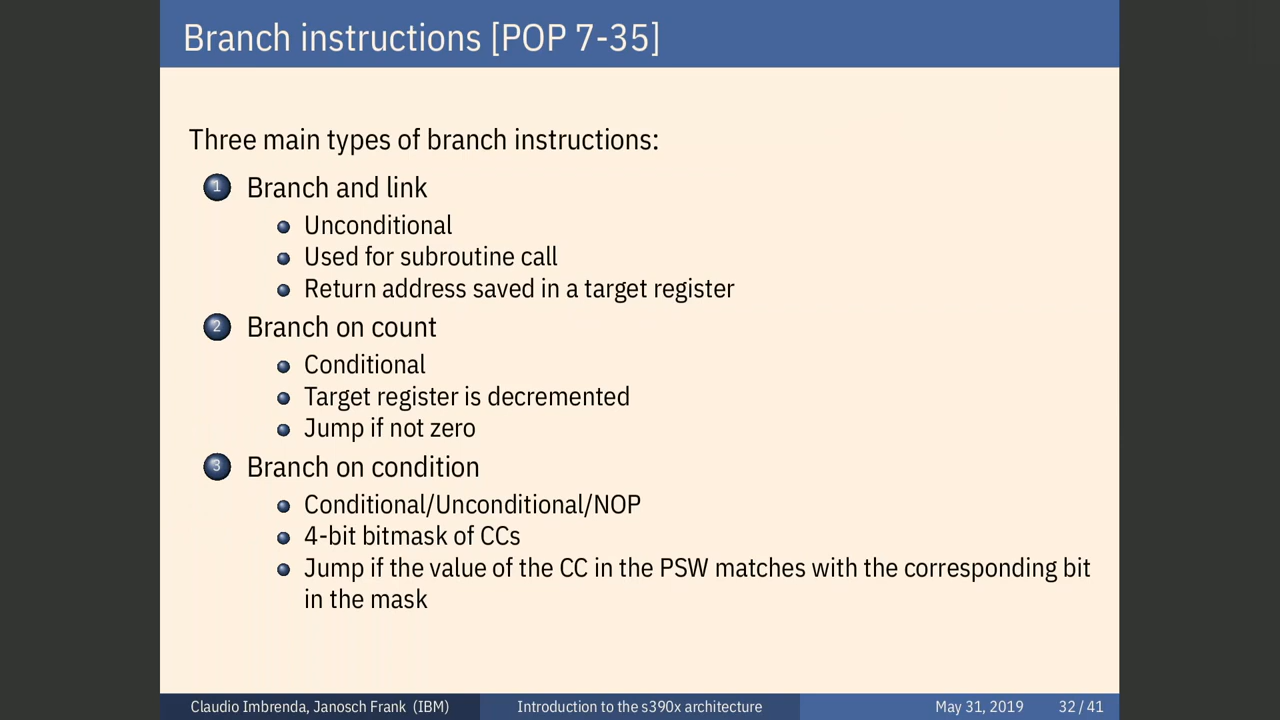 Branch instructions [POP 7-35]
Three main types of branch instructions:
1 Branch and link
Unconditional
Used for subroutine call
Return address saved in a target register
2 Branch on count
Conditional
Target register is decremented
Jump if not zero
3 Branch on condition
Conditional/Unconditional/NOP
4-bit bitmask of CCs
Jump if the value of the CC in the PSW matches with the corresponding bit
in the mask
Claudio Imbrenda, Janosch Frank (IBM) Introduction to the s390x architecture May 31, 2019 32 / 41